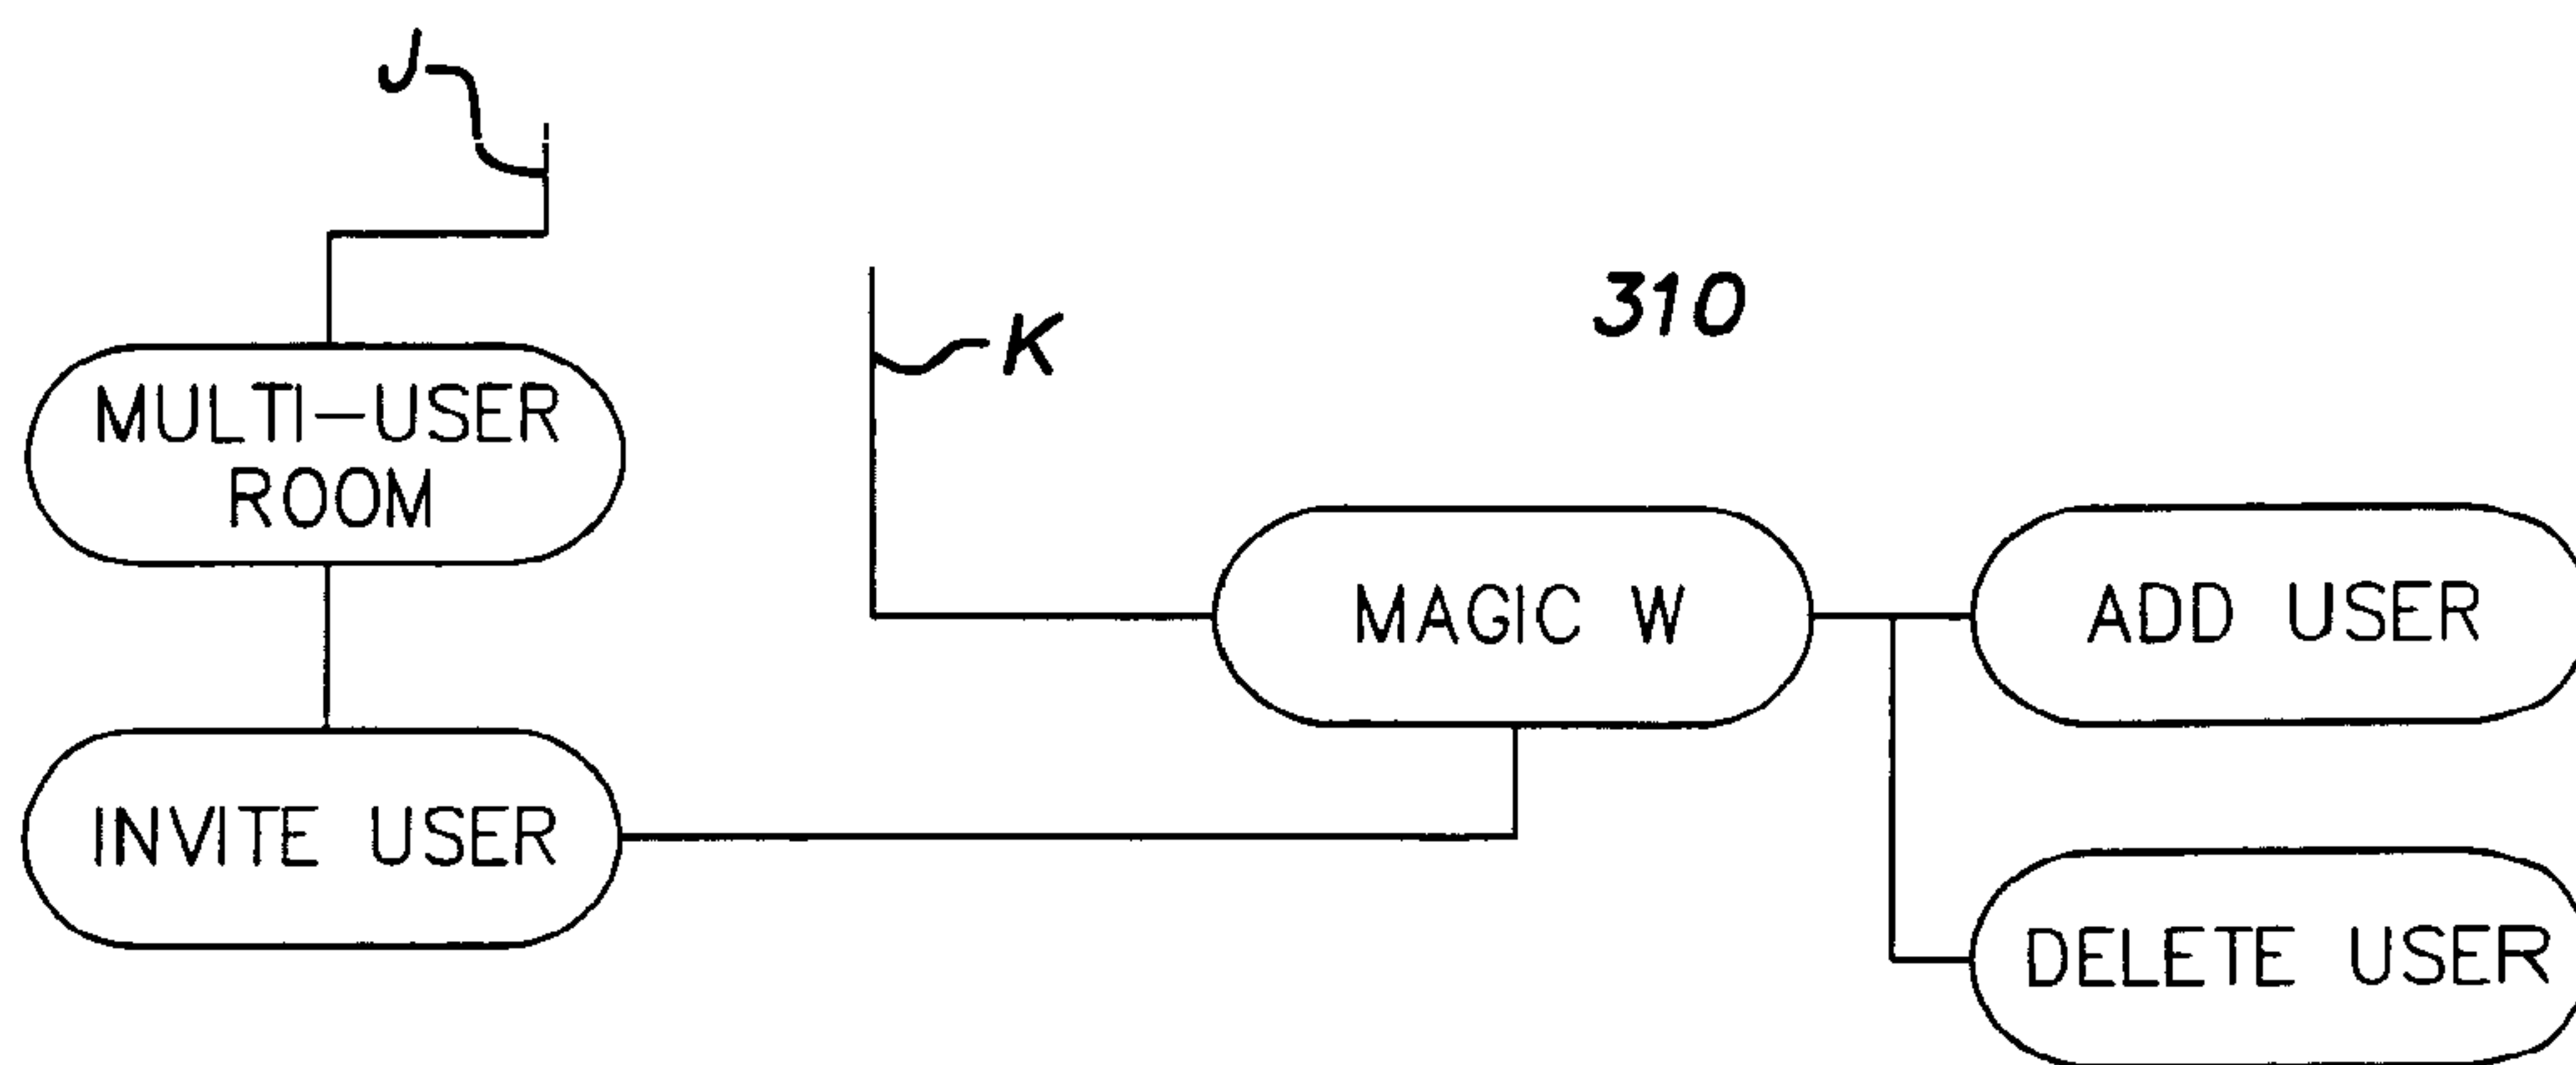 J
K
310
MULTI-USER
ROOM
MAGIC W
ADD USER
INVITE USER
DELETE USER